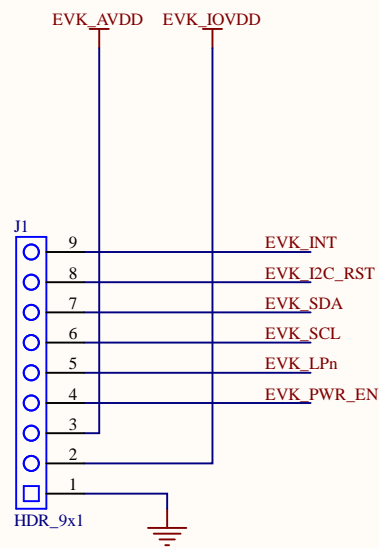 EVK_AVDD EVK_IOVDD
J1
9 EVK_INT
8 EVK_I2C_RST
7 EVK_SDA
6 EVK_SCL
5 EVK_LPn
4 EVK_PWR_EN
3
2
1
HDR_9x1